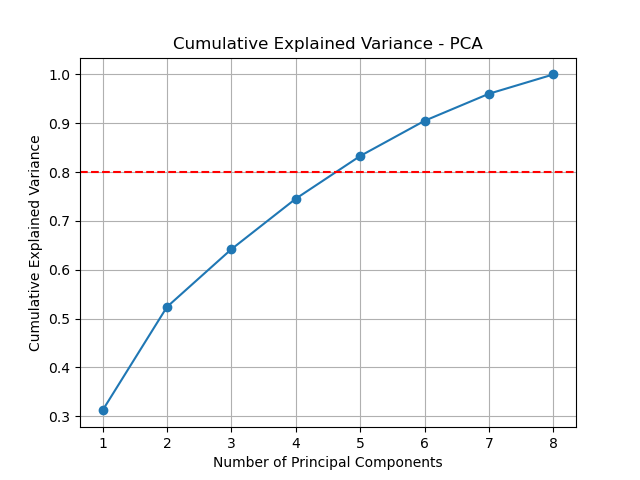 Cumulative Explained Variance - PCA
1.0
0.9
0.8
0.7
0.6
0.5
0.4
0.3
Cumulative Explained Variance
1 2 3 4 5 6 7 8
Number of Principal Components